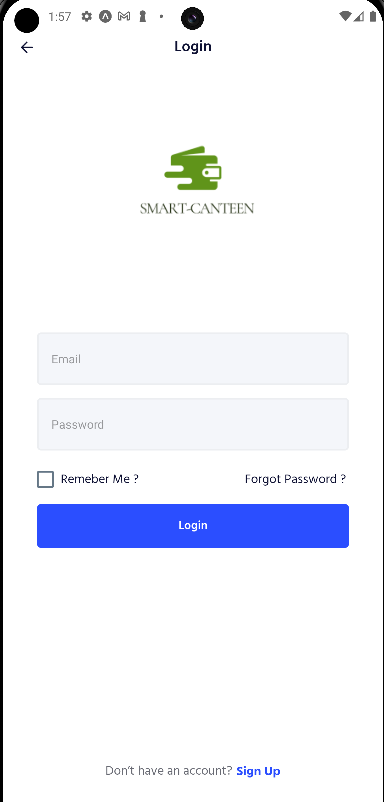 1:57
Login
SMART-CANTEEN
Email
Password
Remeber Me ? Forgot Password ?
Login
Don't have an account? Sign Up